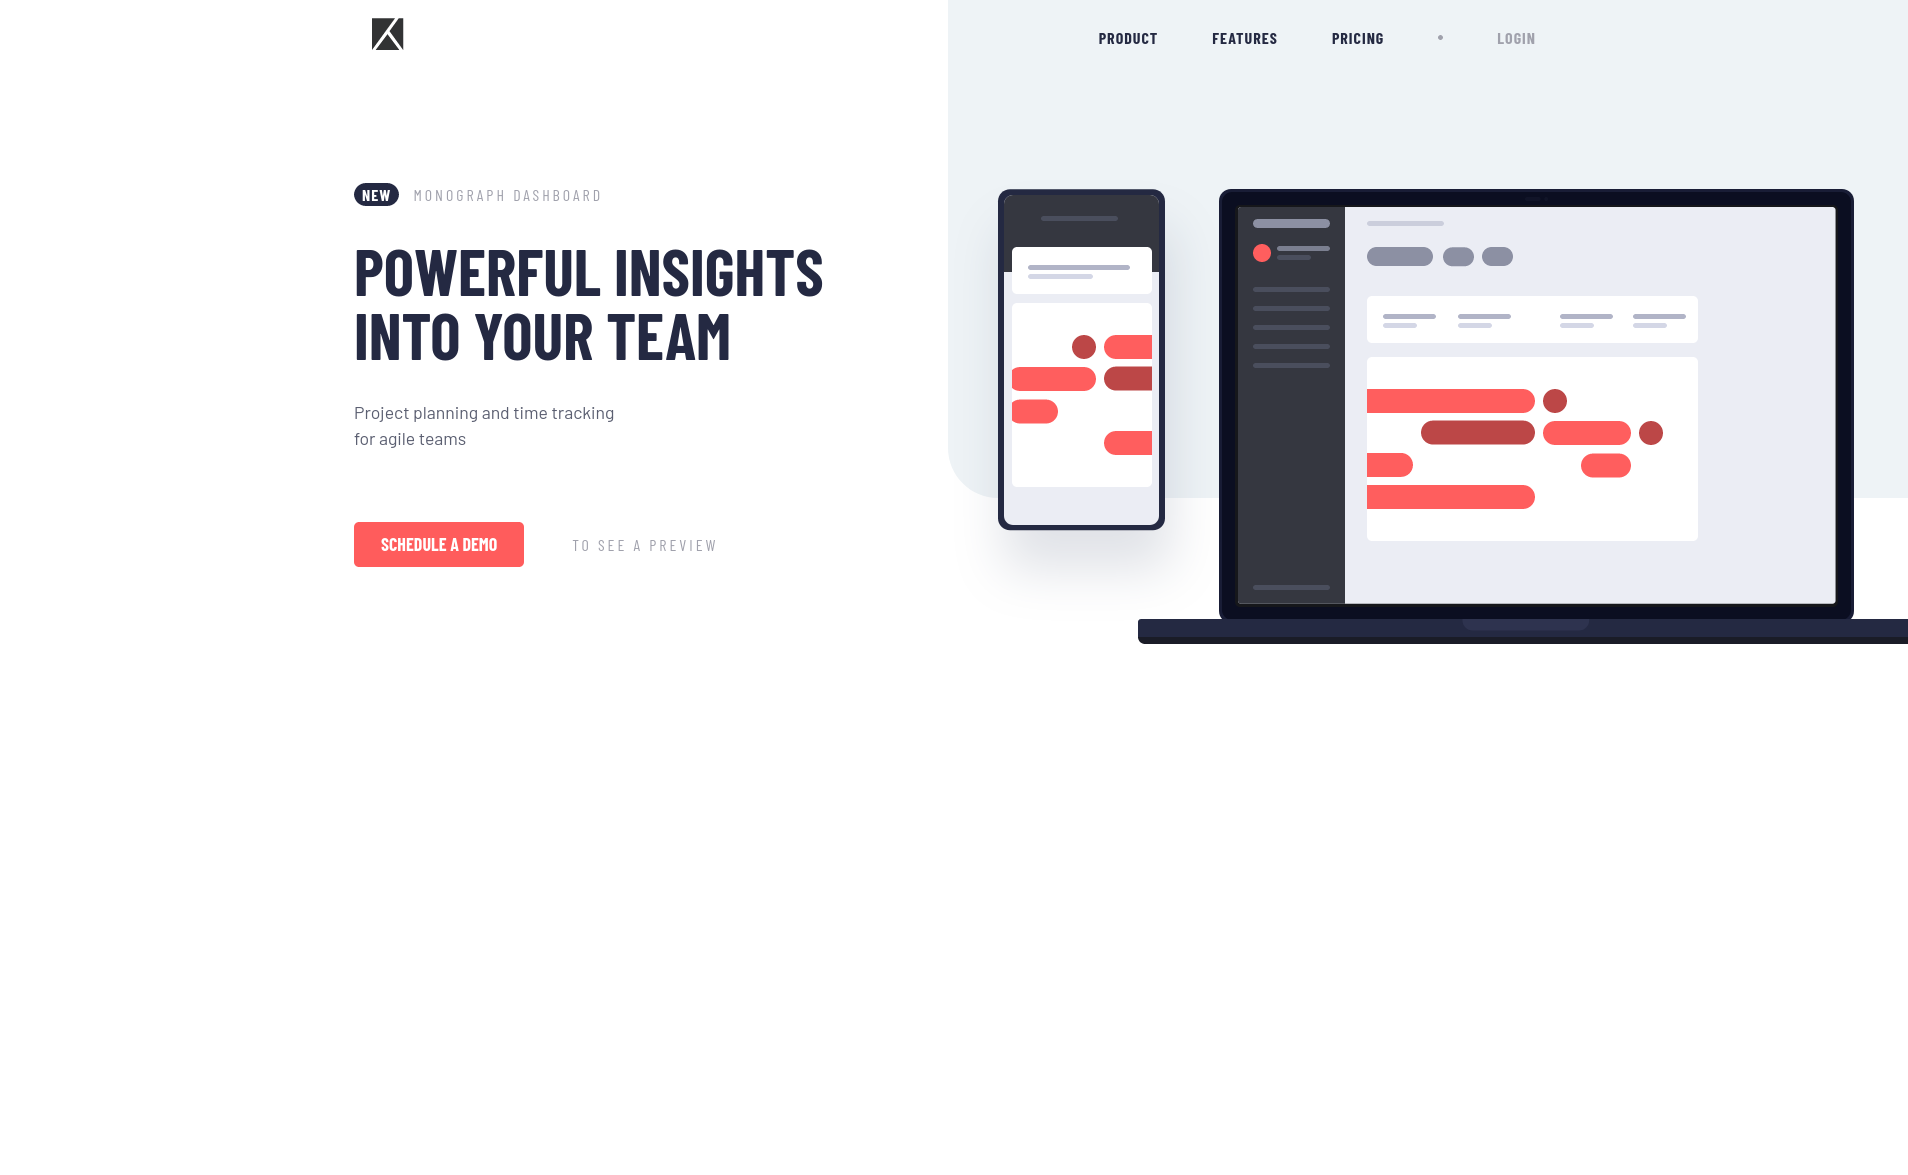 PRODUCT FEATURES PRICING • LOGIN
NEW MONOGRAPH DASHBOARD
POWERFUL INSIGHTS
INTO YOUR TEAM
Project planning and time tracking
for agile teams
SCHEDULE A DEMO TO SEE A PREVIEW